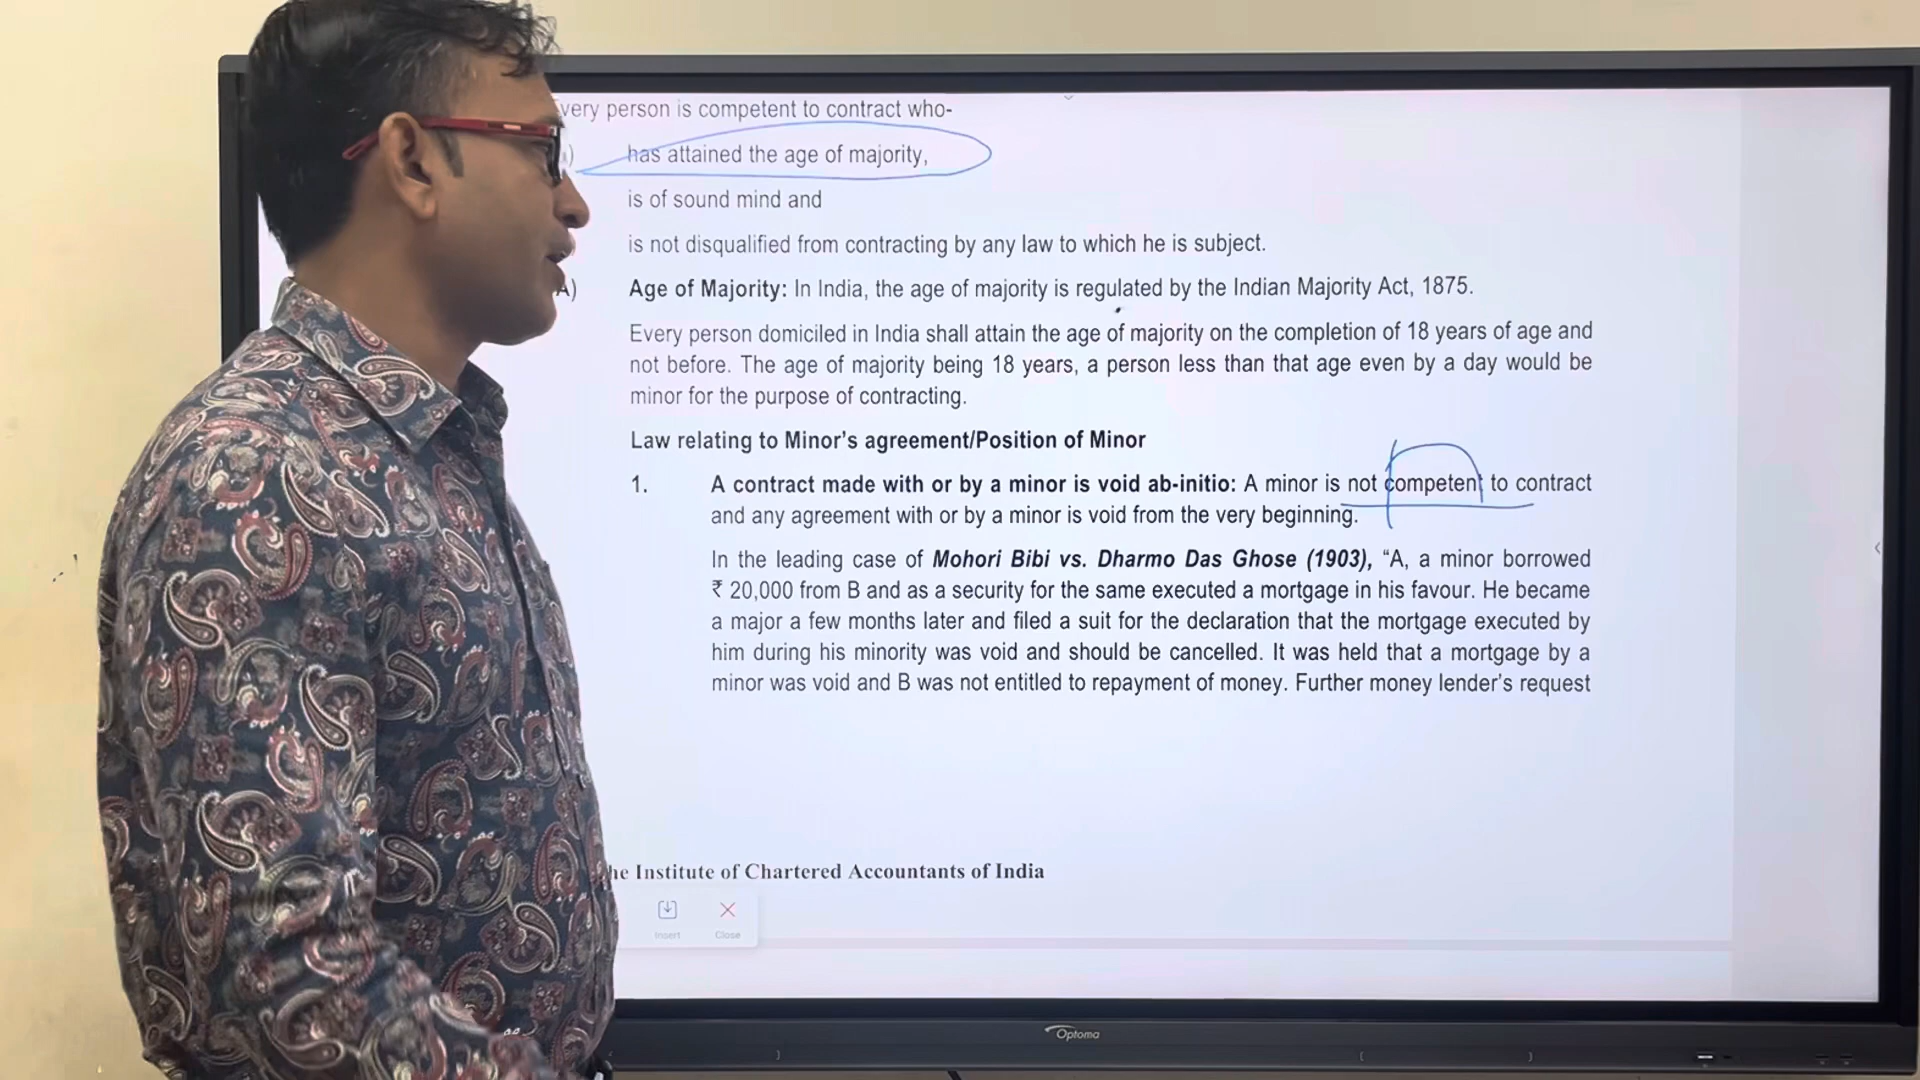 very person is competent to contract who-
has attained the age of majority,
is of sound mind and
is not disqualified from contracting by any law to which he is subject.
A) Age of Majority: In India, the age of majority is regulated by the Indian Majority Act, 1875.
Every person domiciled in India shall attain the age of majority on the completion of 18 years of age and
not before. The age of majority being 18 years, a person less than that age even by a day would be
minor for the purpose of contracting.
Law relating to Minor's agreement/Position of Minor
1. A contract made with or by a minor is void ab-initio: A minor is not competent to contract
and any agreement with or by a minor is void from the very beginning.
In the leading case of Mohori Bibi vs. Dharmo Das Ghose (1903), “A, a minor borrowed
₹ 20,000 from B and as a security for the same executed a mortgage in his favour. He became
a major a few months later and filed a suit for the declaration that the mortgage executed by
him during his minority was void and should be cancelled. It was held that a mortgage by a
minor was void and B was not entitled to repayment of money. Further money lender's request
he Institute of Chartered Accountants of India
Insert Close
Optoma